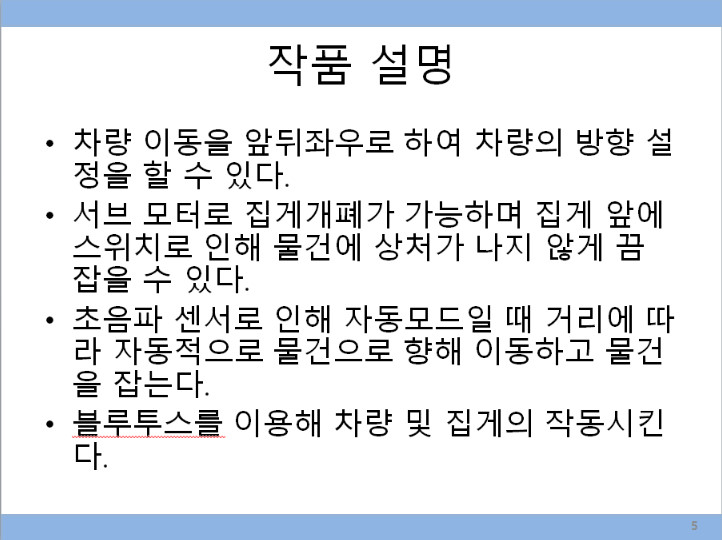 작품 설명
• 차량 이동을 앞뒤좌우로 하여 차량의 방향 설
정을 할 수 있다.
• 서브 모터로 집게개폐가 가능하며 집게 앞에
스위치로 인해 물건에 상처가 나지 않게 끔
잡을 수 있다.
• 초음파 센서로 인해 자동모드일 때 거리에 따
라 자동적으로 물건으로 향해 이동하고 물건
을 잡는다.
• 블루투스를 이용해 차량 및 집게의 작동시킨
다.
5